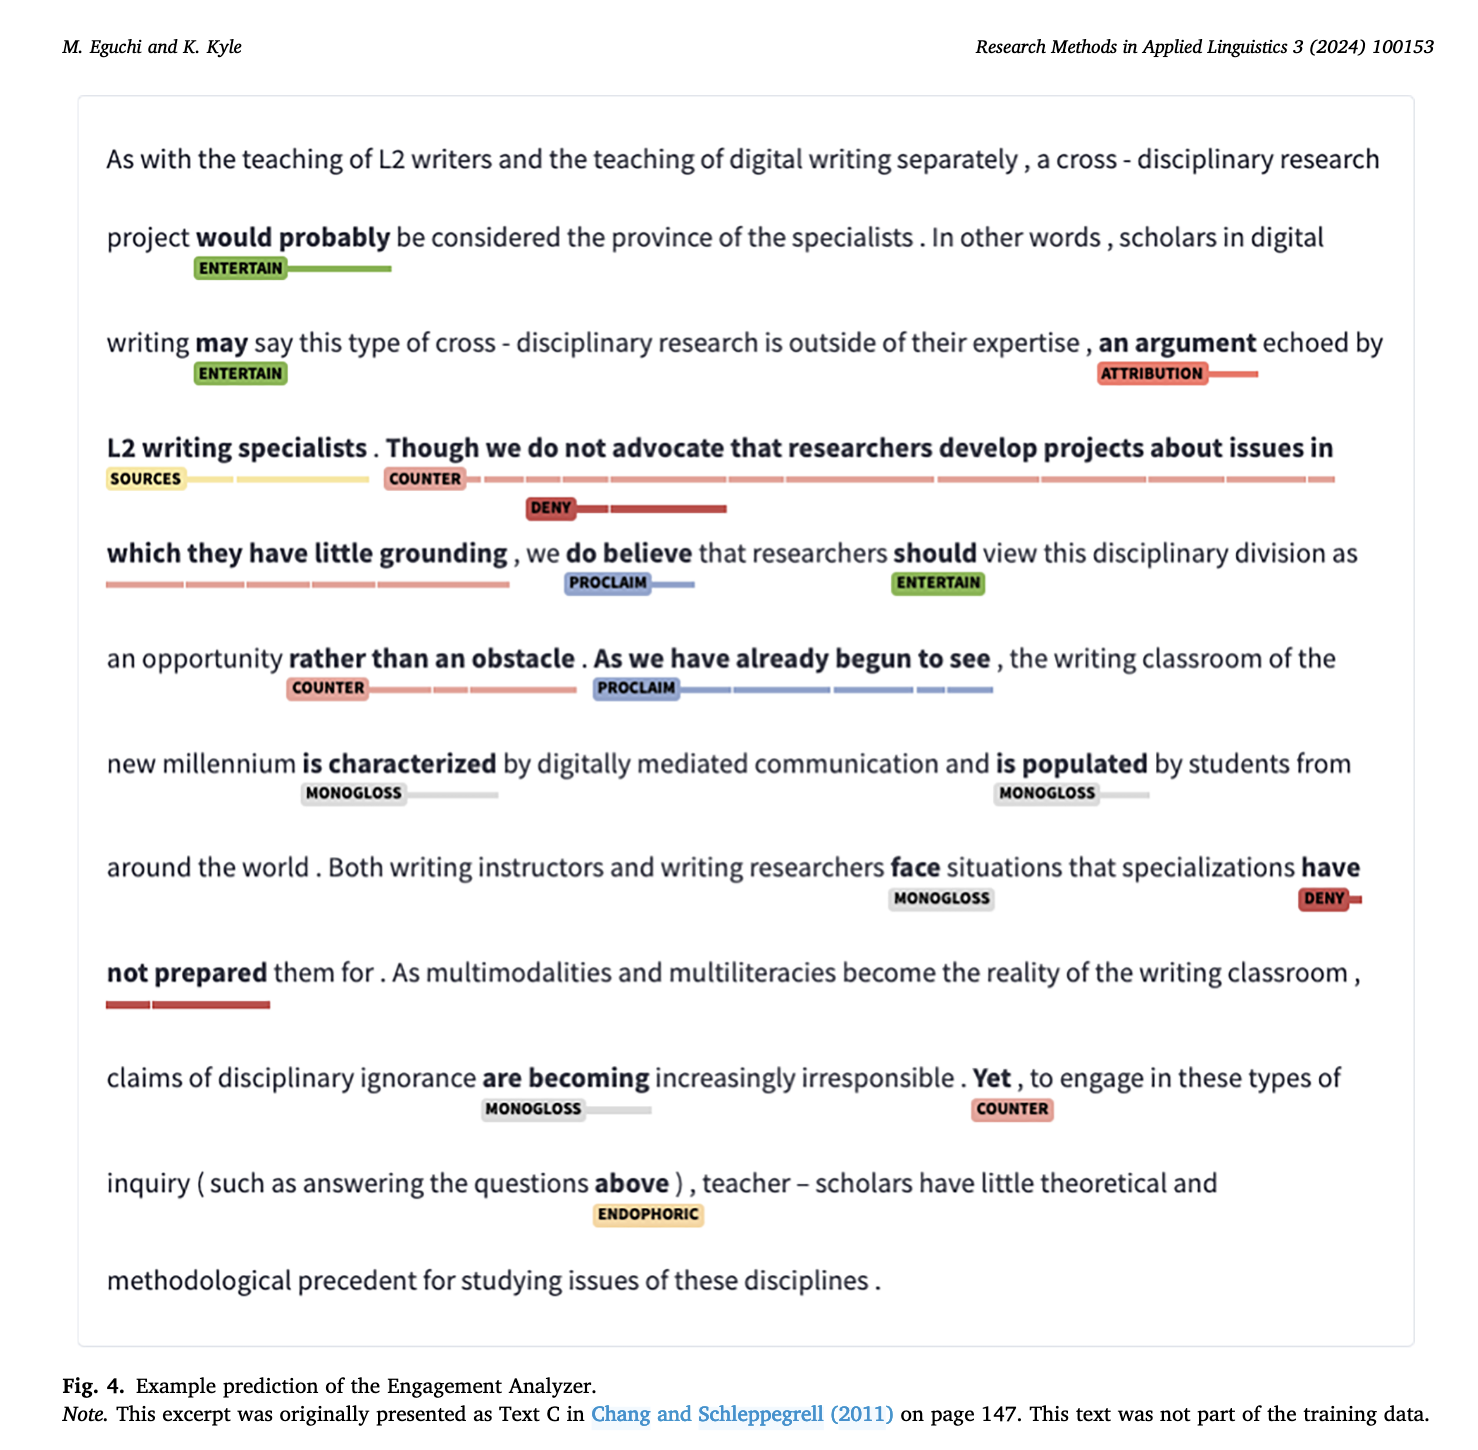 M. Eguchi and K. Kyle
Research Methods in Applied Linguistics 3 (2024) 100153
As with the teaching of L2 writers and the teaching of digital writing separately , a cross - disciplinary research
project would probably be considered the province of the specialists . In other words , scholars in digital
ENTERTAIN
writing may say this type of cross - disciplinary research is outside of their expertise , an argument echoed by
ENTERTAIN ATTRIBUTION
L2 writing specialists . Though we do not advocate that researchers develop projects about issues in
SOURCES COUNTER
DENY
which they have little grounding , we do believe that researchers should view this disciplinary division as
PROCLAIM ENTERTAIN
an opportunity rather than an obstacle . As we have already begun to see , the writing classroom of the
COUNTER PROCLAIM
new millennium is characterized by digitally mediated communication and is populated by students from
MONOGLOSS MONOGLOSS
around the world . Both writing instructors and writing researchers face situations that specializations have
MONOGLOSS DENY
not prepared them for . As multimodalities and multiliteracies become the reality of the writing classroom ,
claims of disciplinary ignorance are becoming increasingly irresponsible . Yet , to engage in these types of
MONOGLOSS COUNTER
inquiry ( such as answering the questions above ) , teacher – scholars have little theoretical and
ENDOPHORIC
methodological precedent for studying issues of these disciplines .
Fig. 4. Example prediction of the Engagement Analyzer.
Note. This excerpt was originally presented as Text C in Chang and Schleppegrell (2011) on page 147. This text was not part of the training data.